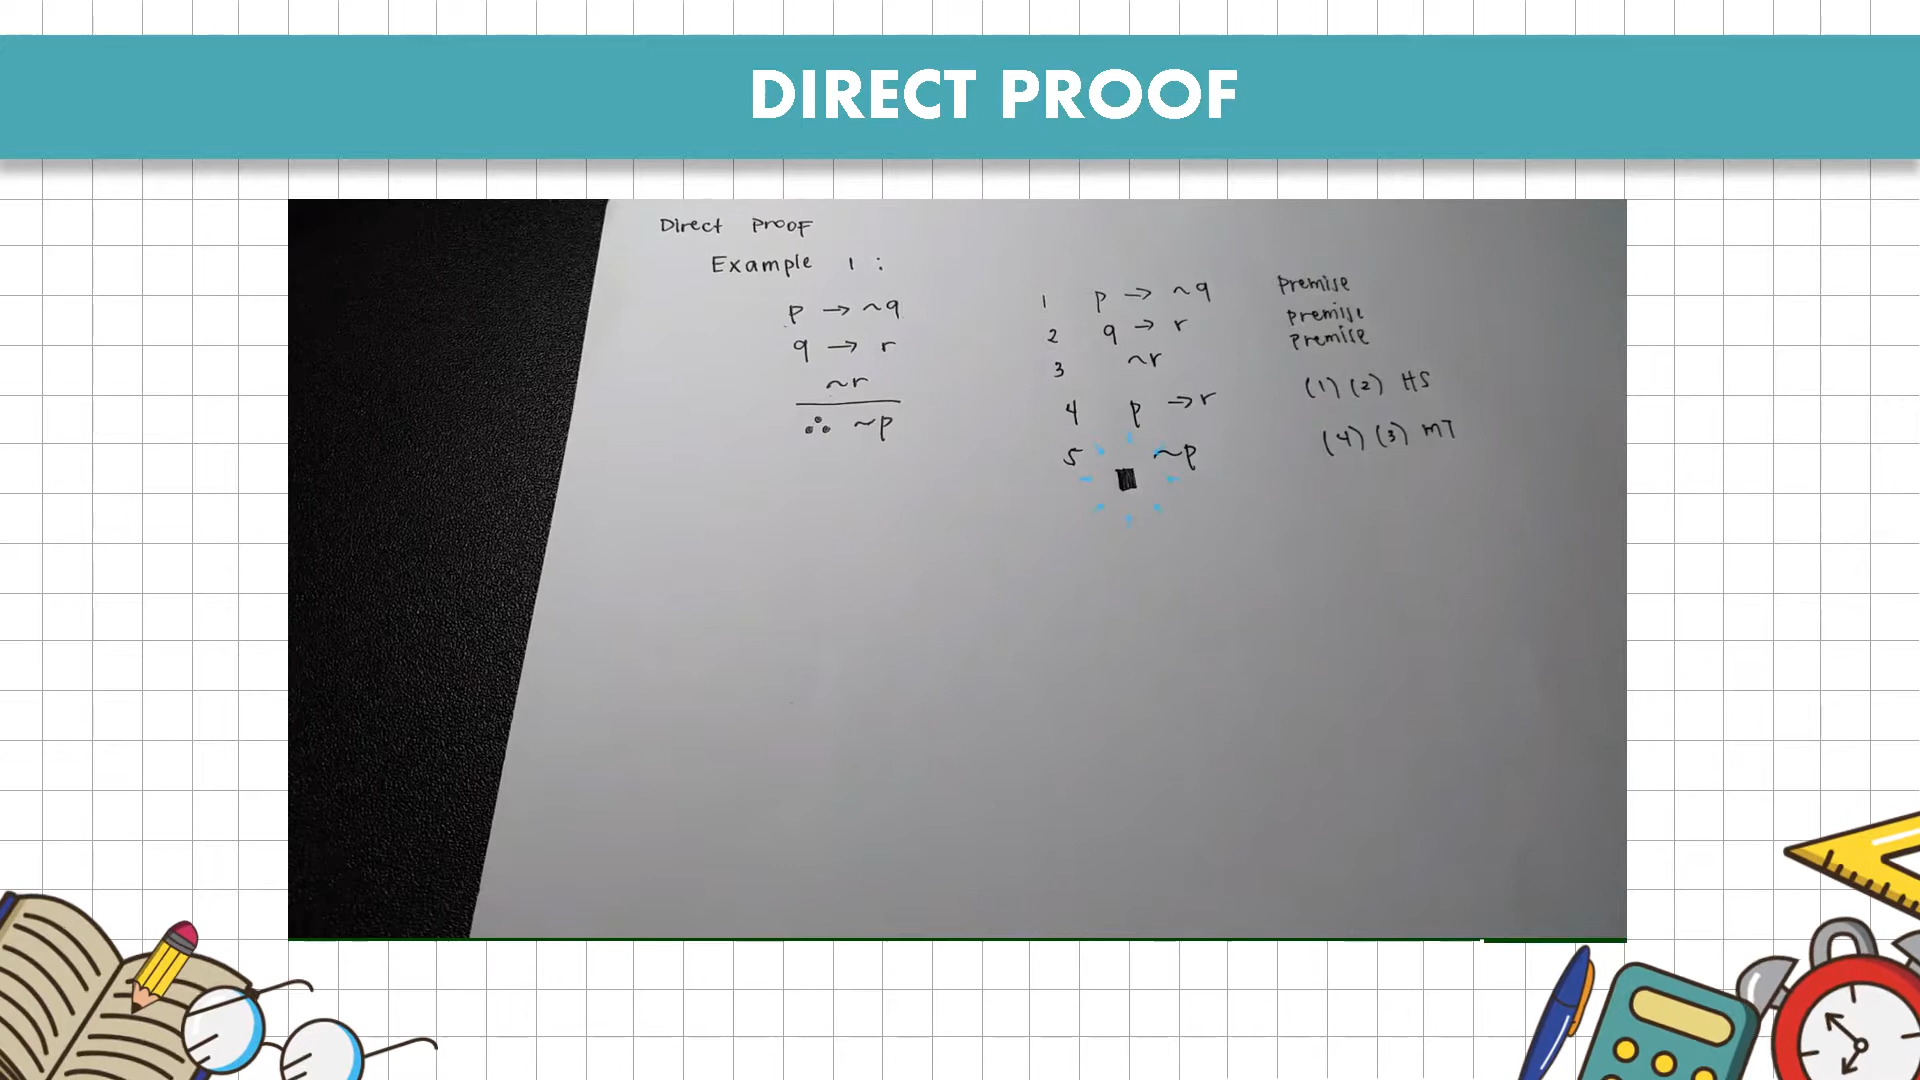 DIRECT PROOF
Direct Proof
Example 1 :
p → ~q
q → r
~r
∴ ~p
1 p → ~q premise
2 q → r premise
3 ~r premise
4 p → r (1) (2) HS
5 ~p (4) (3) MT